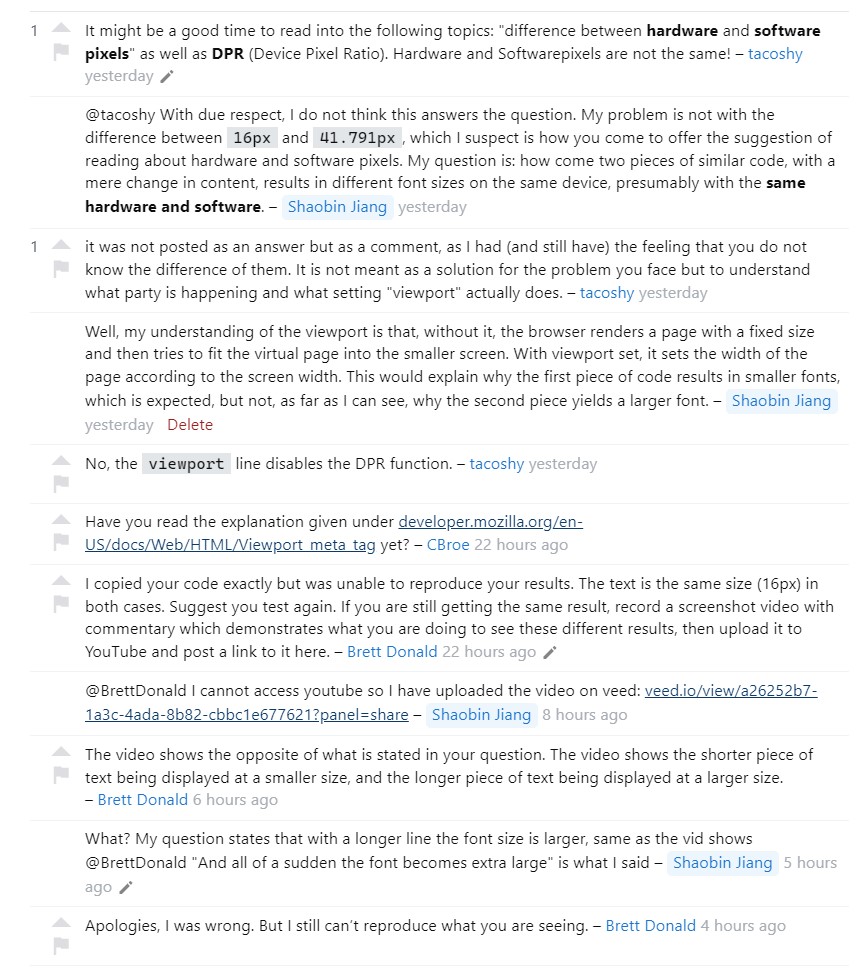 1
It might be a good time to read into the following topics: "difference between hardware and software
pixels" as well as DPR (Device Pixel Ratio). Hardware and Softwarepixels are not the same! – tacoshy
yesterday
@tacoshy With due respect, I do not think this answers the question. My problem is not with the
difference between 16px and 41.791px, which I suspect is how you come to offer the suggestion of
reading about hardware and software pixels. My question is: how come two pieces of similar code, with a
mere change in content, results in different font sizes on the same device, presumably with the same
hardware and software. – Shaobin Jiang yesterday
1
it was not posted as an answer but as a comment, as I had (and still have) the feeling that you do not
know the difference of them. It is not meant as a solution for the problem you face but to understand
what party is happening and what setting "viewport" actually does. – tacoshy yesterday
Well, my understanding of the viewport is that, without it, the browser renders a page with a fixed size
and then tries to fit the virtual page into the smaller screen. With viewport set, it sets the width of the
page according to the screen width. This would explain why the first piece of code results in smaller fonts,
which is expected, but not, as far as I can see, why the second piece yields a larger font. – Shaobin Jiang
yesterday Delete
No, the viewport line disables the DPR function. – tacoshy yesterday
Have you read the explanation given under developer.mozilla.org/en-
US/docs/Web/HTML/Viewport_meta_tag yet? – CBroe 22 hours ago
I copied your code exactly but was unable to reproduce your results. The text is the same size (16px) in
both cases. Suggest you test again. If you are still getting the same result, record a screenshot video with
commentary which demonstrates what you are doing to see these different results, then upload it to
YouTube and post a link to it here. – Brett Donald 22 hours ago
@BrettDonald I cannot access youtube so I have uploaded the video on veed: veed.io/view/a26252b7-
1a3c-4ada-8b82-cbbc1e677621?panel=share – Shaobin Jiang 8 hours ago
The video shows the opposite of what is stated in your question. The video shows the shorter piece of
text being displayed at a smaller size, and the longer piece of text being displayed at a larger size.
– Brett Donald 6 hours ago
What? My question states that with a longer line the font size is larger, same as the vid shows
@BrettDonald "And all of a sudden the font becomes extra large" is what I said – Shaobin Jiang 5 hours
ago
Apologies, I was wrong. But I still can't reproduce what you are seeing. – Brett Donald 4 hours ago